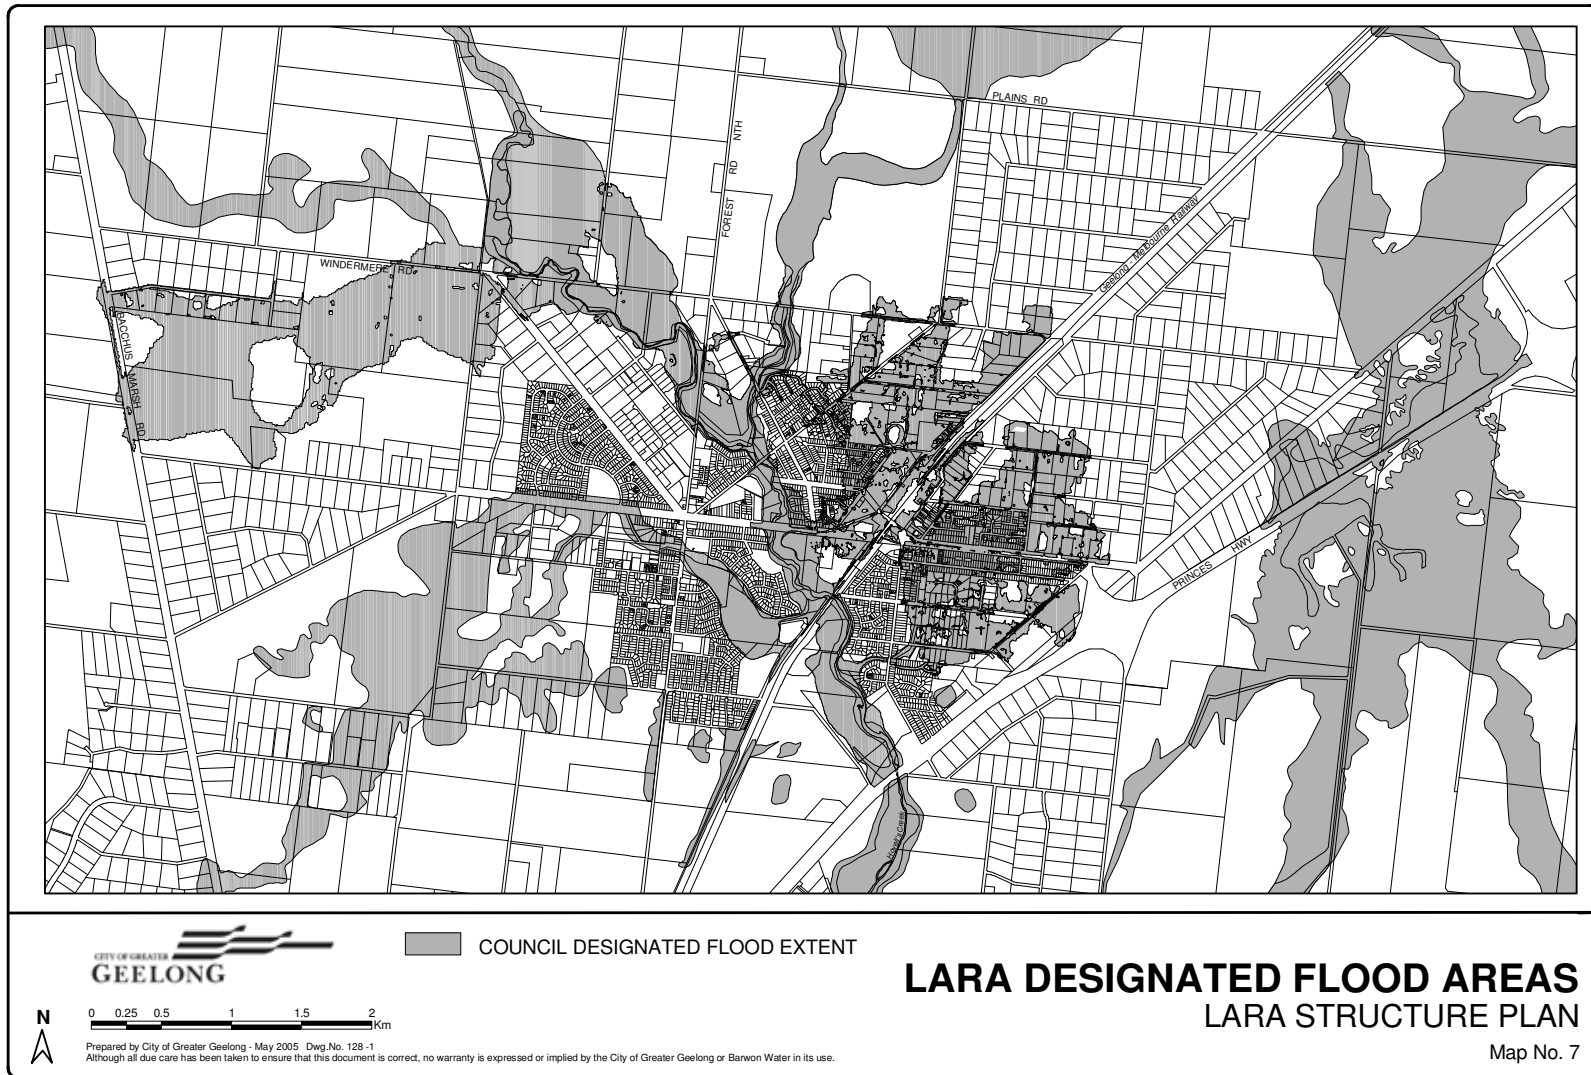 PLAINS RD
FOREST RD NTH
Geelong - Melbourne Railway
WINDERMERE RD
BACCHUS MARSH RD
PRINCES HWY
Hovell's Creek
CITY OF GREATER
GEELONG
COUNCIL DESIGNATED FLOOD EXTENT
LARA DESIGNATED FLOOD AREAS
LARA STRUCTURE PLAN
Map No. 7
N
0 0.25 0.5 1 1.5 2
Km
Prepared by City of Greater Geelong - May 2005 Dwg.No. 128 -1
Although all due care has been taken to ensure that this document is correct, no warranty is expressed or implied by the City of Greater Geelong or Barwon Water in its use.